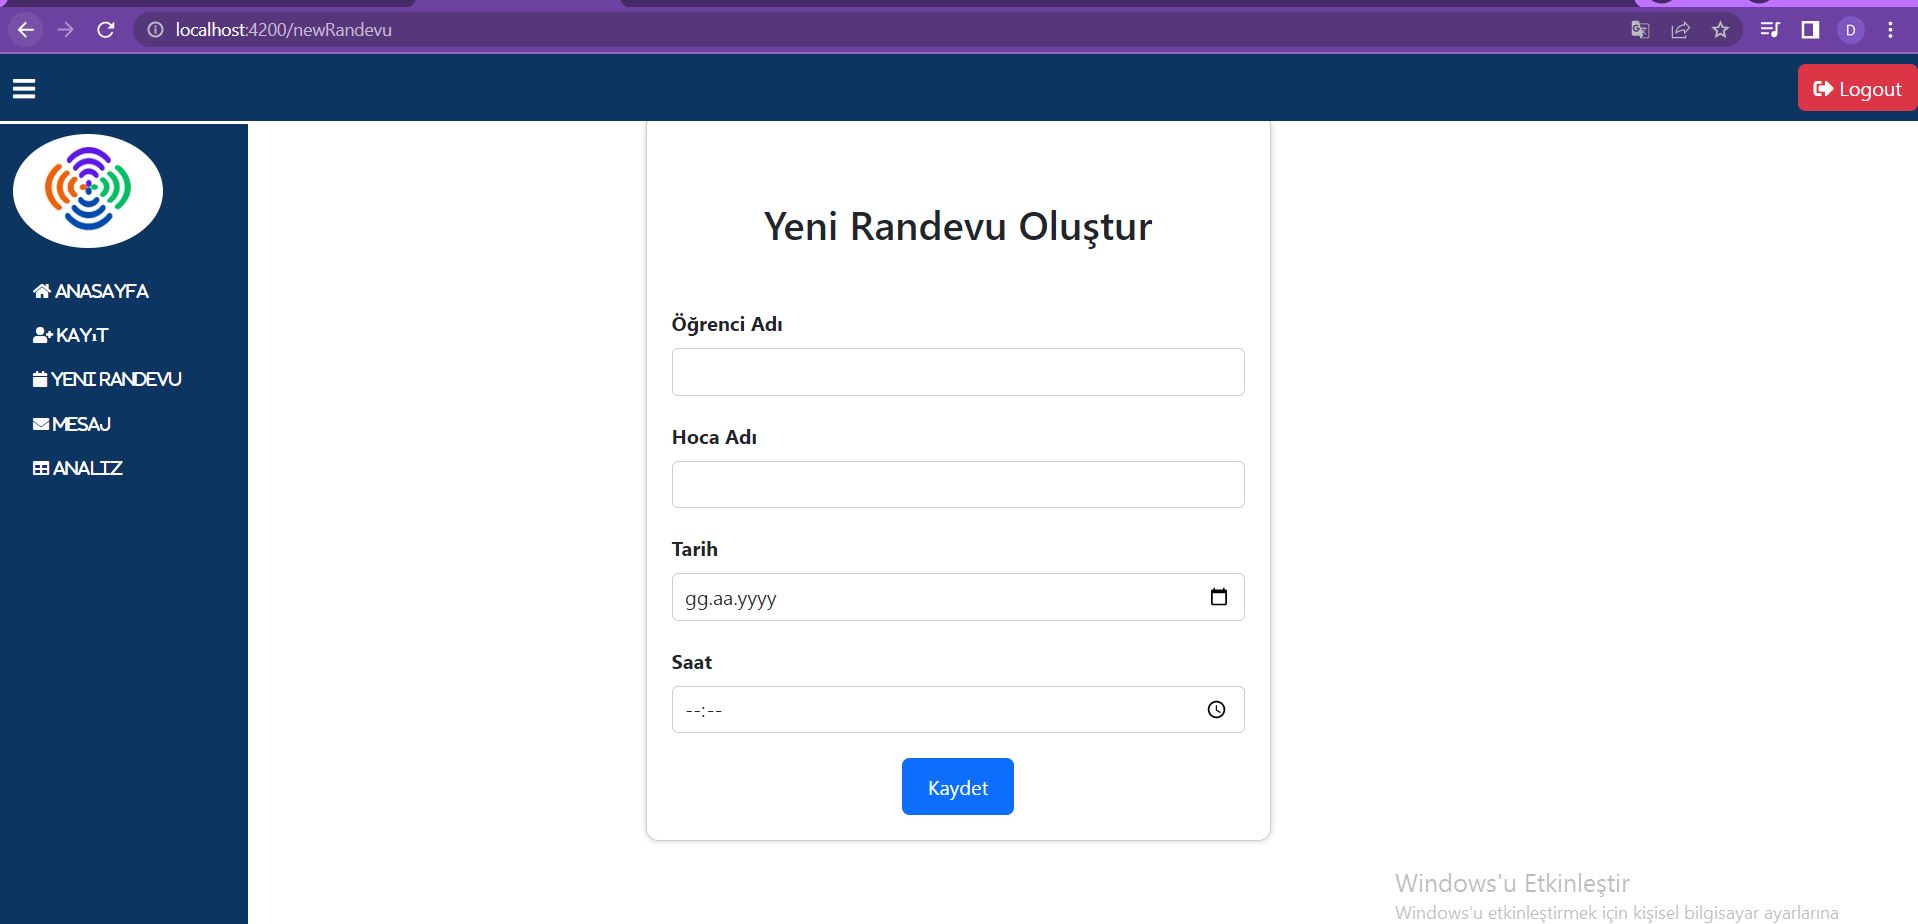 localhost:4200/newRandevu
D
Logout
Yeni Randevu Oluştur
ANASAYFA
KAYıT
YENI RANDEVU
MESAJ
ANALIZ
Öğrenci Adı
Hoca Adı
Tarih
gg.aa.yyyy
Saat
--:--
Kaydet
Windows'u Etkinleştir
Windows'u etkinleştirmek için kişisel bilgisayar ayarlarına